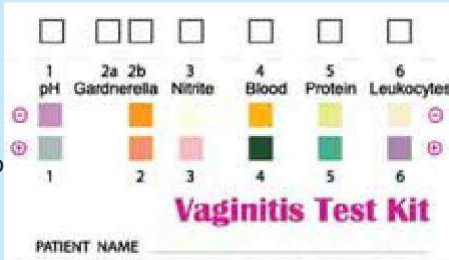 1 2a 2b 3 4 5 6
pH Gardnerella Nitrite Blood Protein Leukocytes
⊖ ⊖
⊕ ⊕
1 2 3 4 5 6
Vaginitis Test Kit
PATIENT NAME